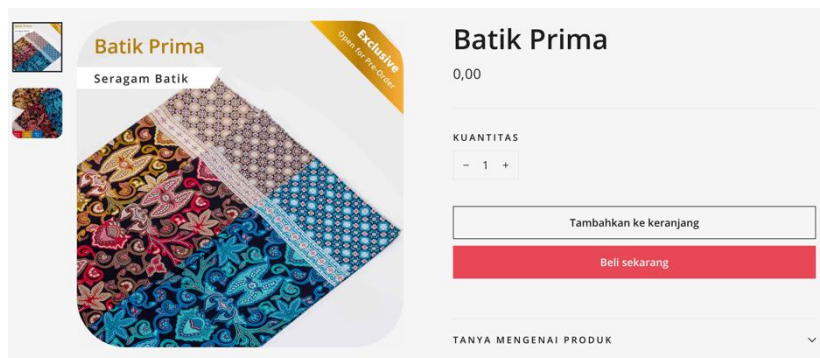 Batik Prima
Seragam Batik
Exclusive
Open for Pre-Order
Batik Prima
0,00
KUANTITAS
− 1 +
Tambahkan ke keranjang
Beli sekarang
TANYA MENGENAI PRODUK